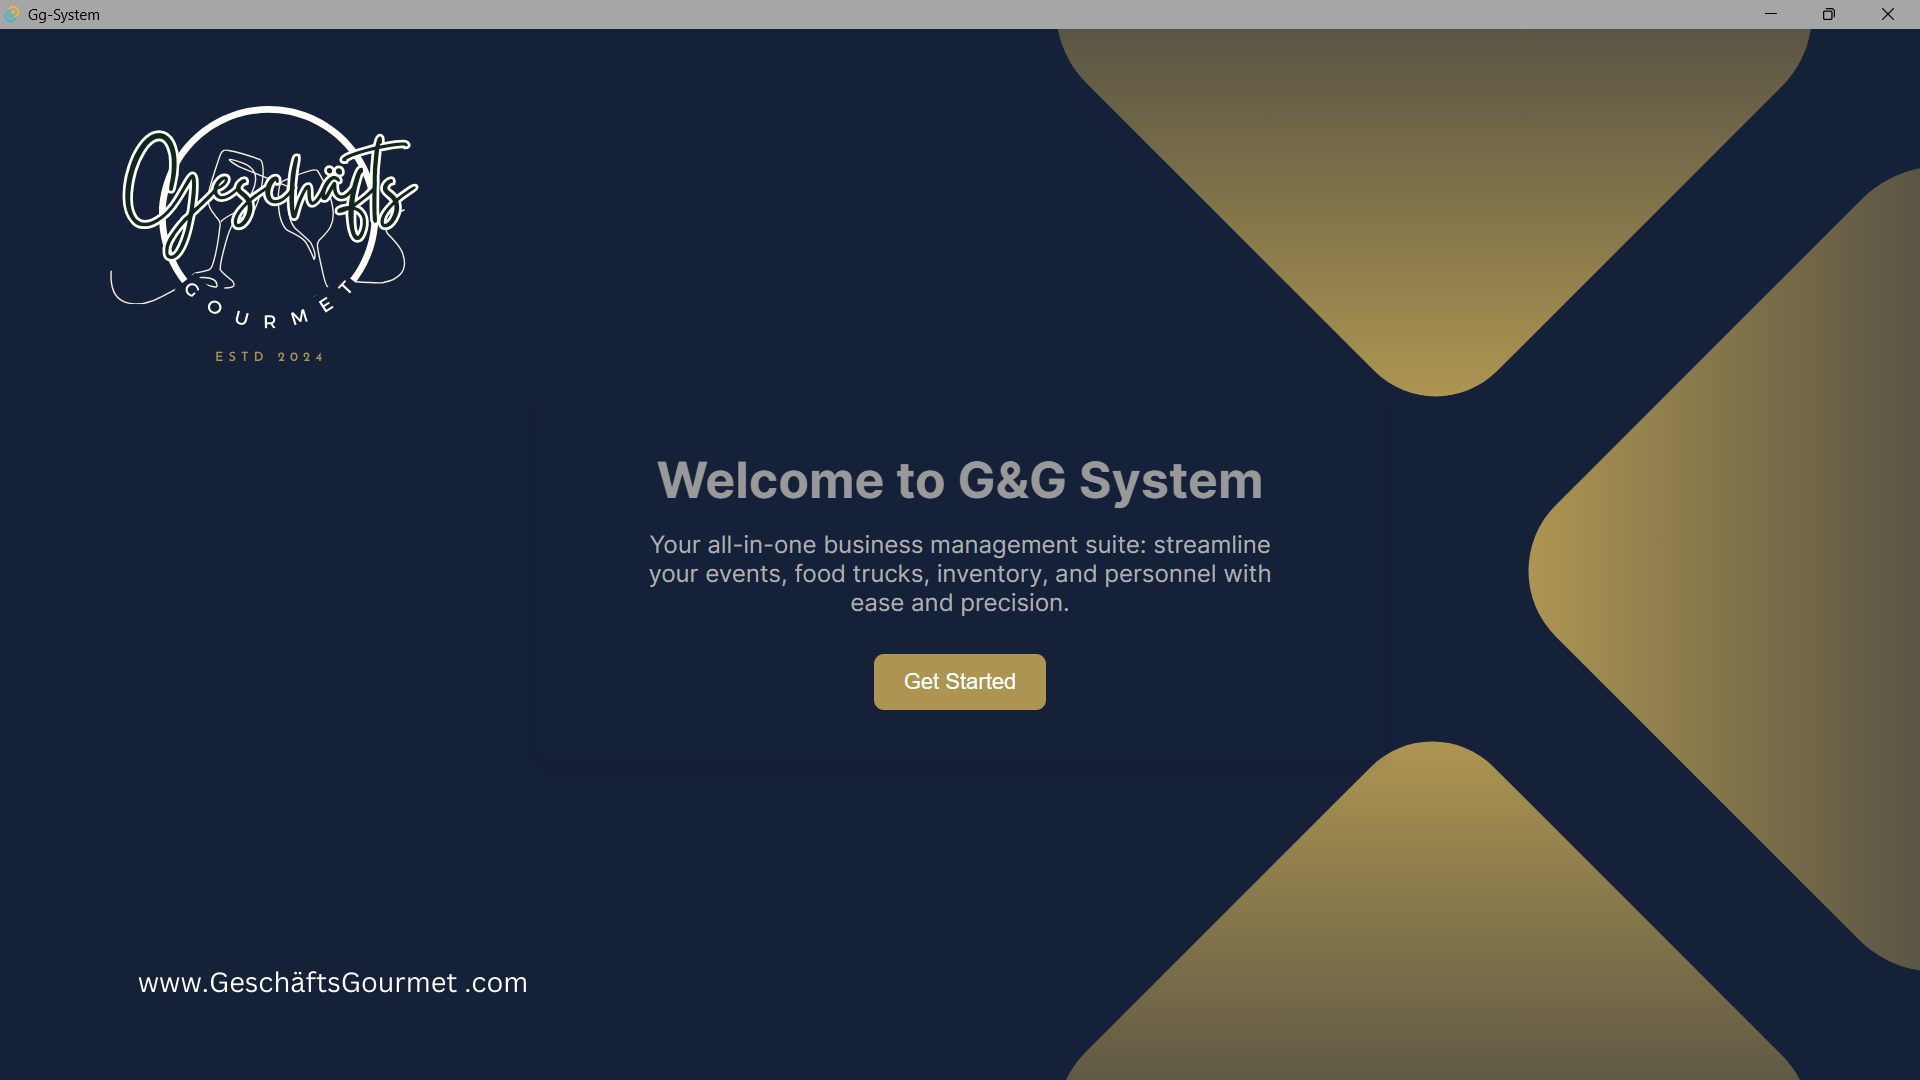 Gg-System
Geschäfts
GOURMET
ESTD 2024
Welcome to G&G System
Your all-in-one business management suite: streamline
your events, food trucks, inventory, and personnel with
ease and precision.
Get Started
www.GeschäftsGourmet .com